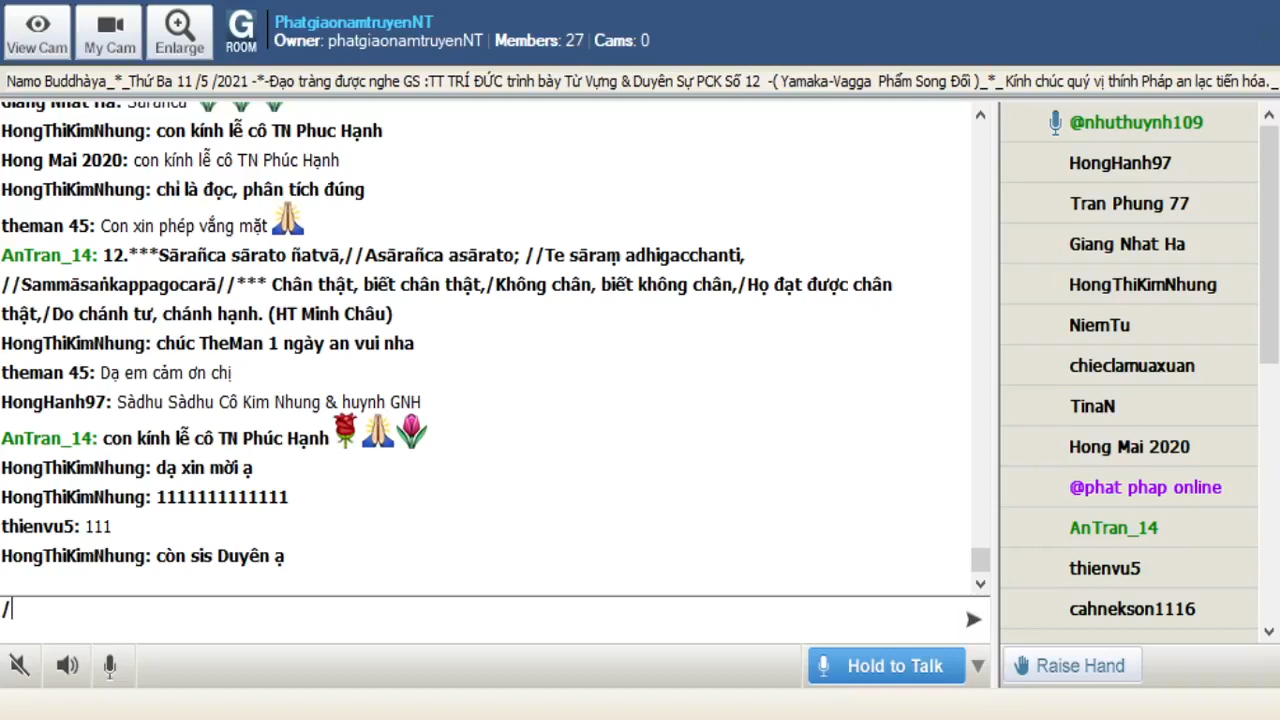 View Cam
My Cam
Enlarge
G
ROOM
PhatgiaonamtruyenNT
Owner: phatgiaonamtruyenNT | Members: 27 | Cams: 0
Namo Buddhàya_*_Thứ Ba 11 /5 /2021 -*-Đạo tràng được nghe GS :TT TRÍ ĐỨC trình bày Từ Vựng & Duyên Sự PCK Số 12 -( Yamaka-Vagga Phẩm Song Đối )_*_ Kính chúc quý vị thính Pháp an lạc tiến hóa._
Giang Nhat Ha: Sārañca
HongThiKimNhung: con kính lễ cô TN Phuc Hạnh
Hong Mai 2020: con kính lễ cô TN Phúc Hạnh
HongThiKimNhung: chỉ là đọc, phân tích đúng
theman 45: Con xin phép vắng mặt
AnTran_14: 12.***Sārañca sārato ñatvā,//Asārañca asārato; //Te sāraṃ adhigacchanti,
//Sammāsaṅkappagocarā//*** Chân thật, biết chân thật,/Không chân, biết không chân,/Họ đạt được chân
thật,/Do chánh tư, chánh hạnh. (HT Minh Châu)
HongThiKimNhung: chúc TheMan 1 ngày an vui nha
theman 45: Dạ em cảm ơn chị
HongHanh97: Sàdhu Sàdhu Cô Kim Nhung & huynh GNH
AnTran_14: con kính lễ cô TN Phúc Hạnh
HongThiKimNhung: dạ xin mời ạ
HongThiKimNhung: 1111111111111
thienvu5: 111
HongThiKimNhung: còn sis Duyên ạ
/
Hold to Talk
@nhuthuynh109
HongHanh97
Tran Phung 77
Giang Nhat Ha
HongThiKimNhung
NiemTu
chieclamuaxuan
TinaN
Hong Mai 2020
@phat phap online
AnTran_14
thienvu5
cahnekson1116
Raise Hand